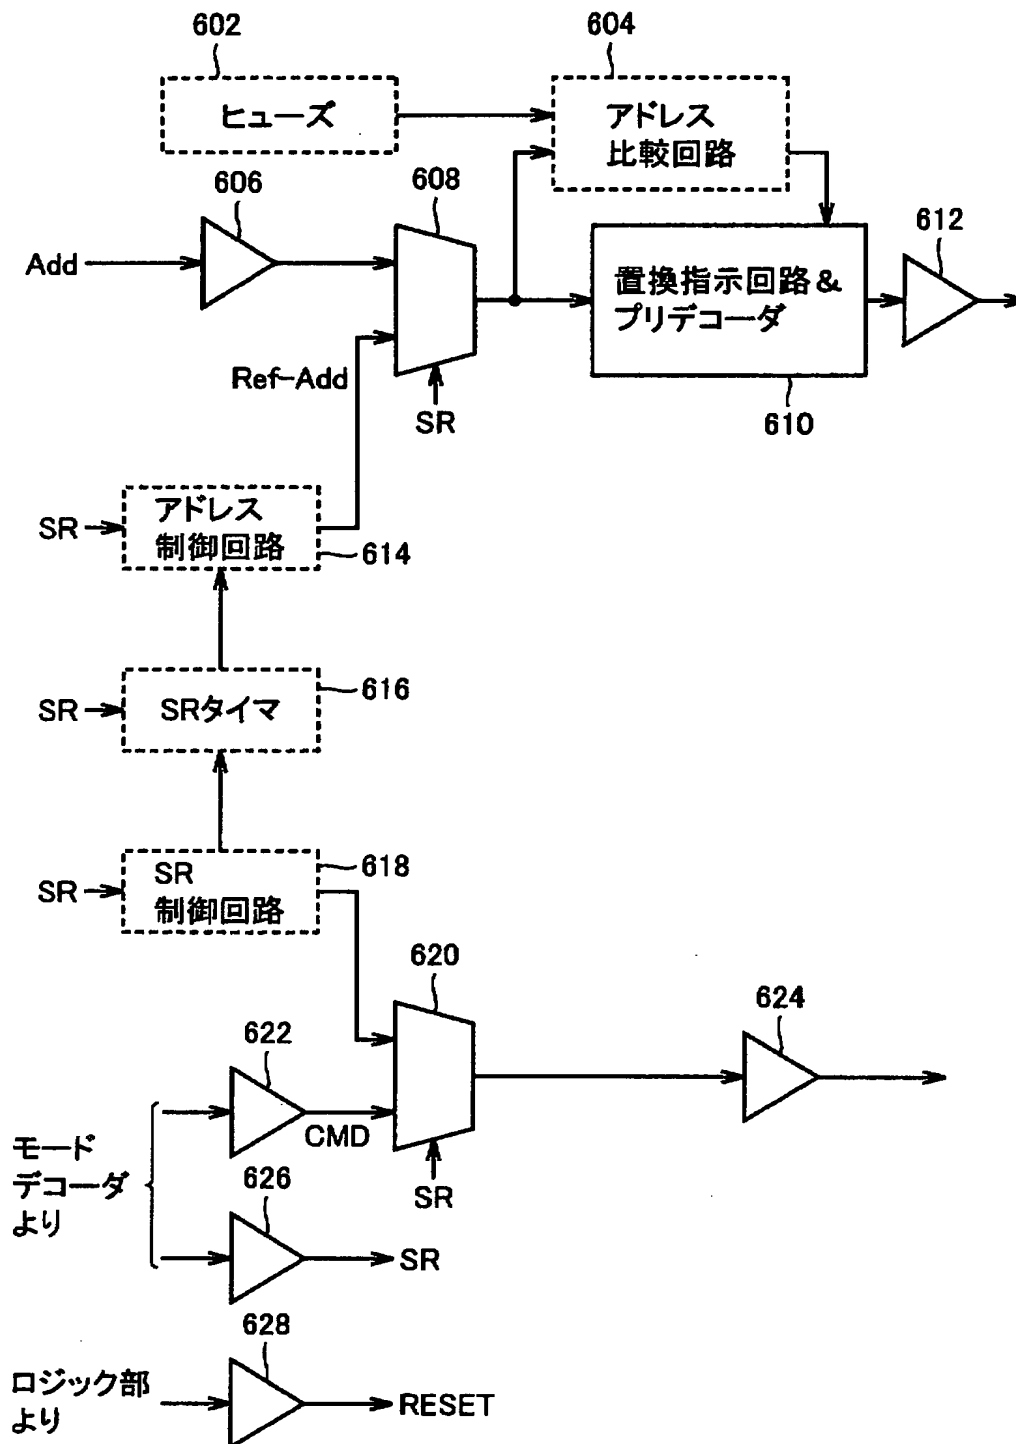 602
604
ヒューズ
アドレス
比較回路
606
608
612
Add
置換指示回路&
プリデコーダ
Ref-Add
SR
610
SR
アドレス
制御回路
614
SR
SRタイマ
616
SR
SR
制御回路
618
620
624
622
CMD
モード
デコーダ
より
SR
626
SR
628
ロジック部
より
RESET